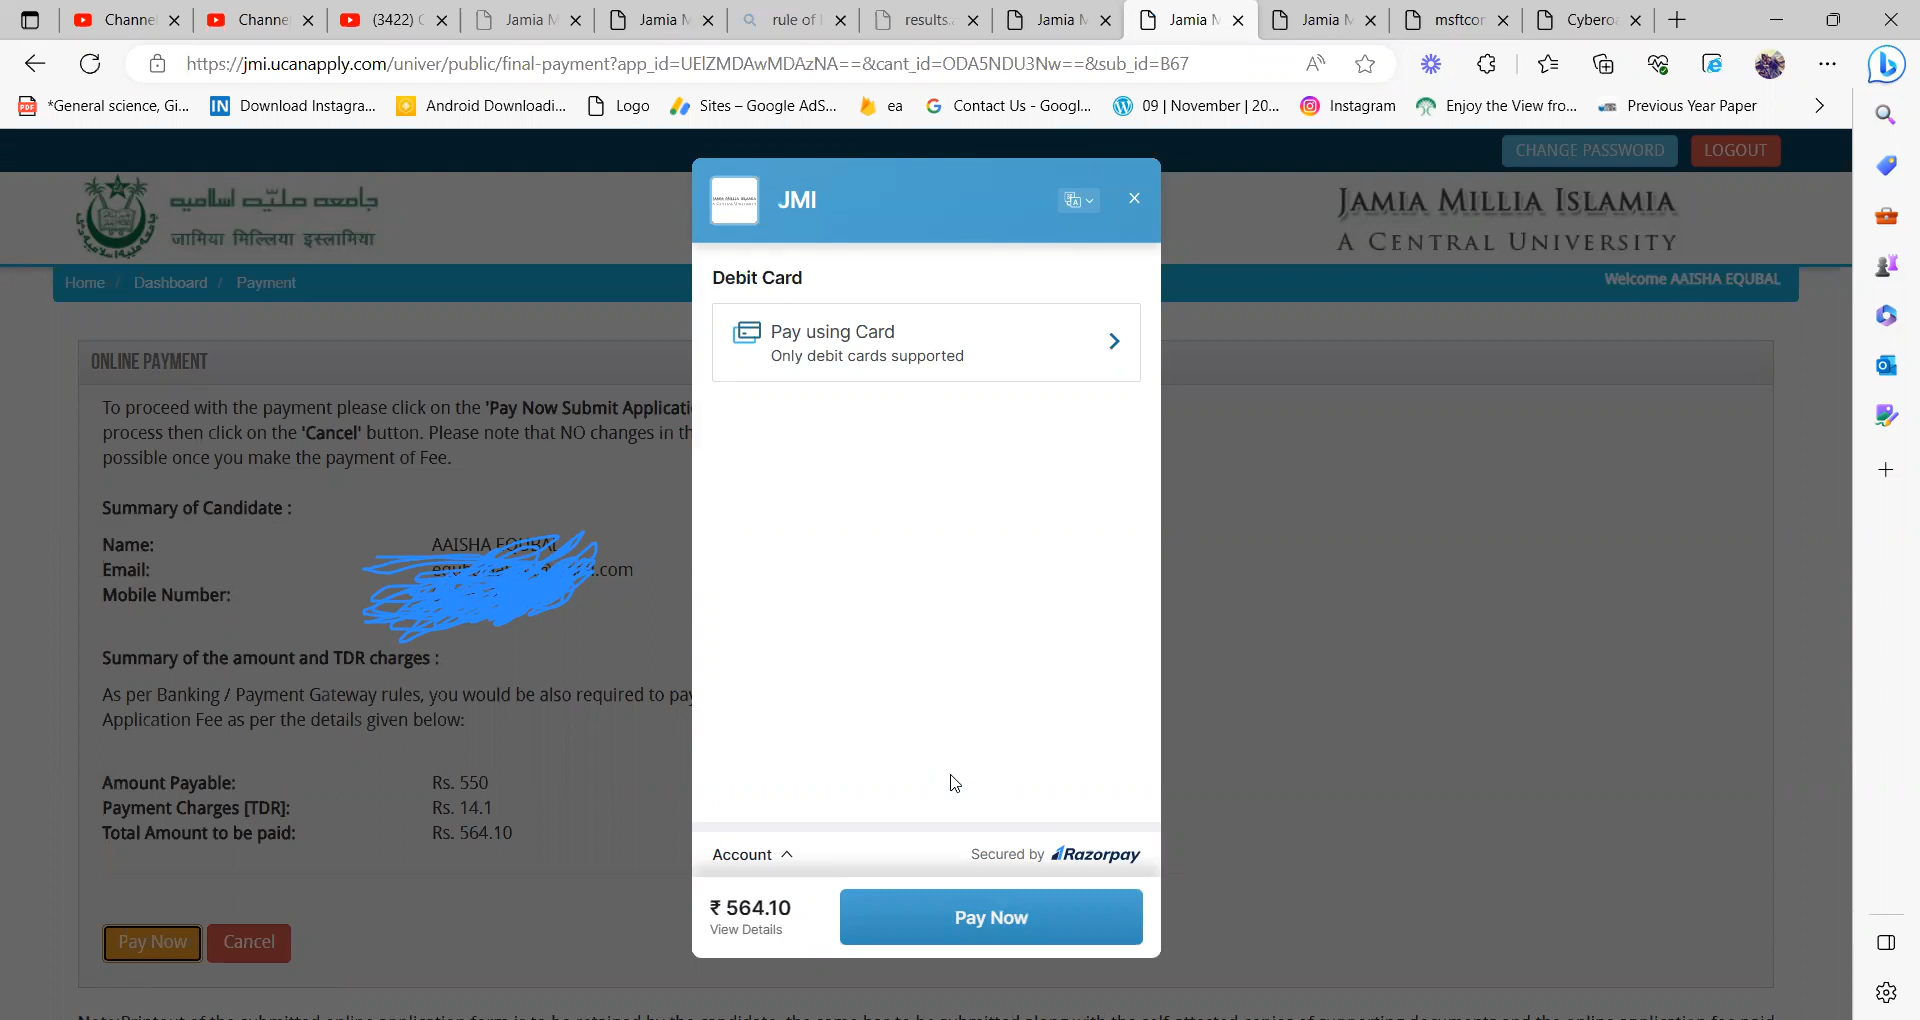 Channe
Channe
(3422) (
Jamia M
Jamia M
rule of
results.a
Jamia M
Jamia M
Jamia M
msftcor
Cyberoa
https://jmi.ucanapply.com/univer/public/final-payment?app_id=UElZMDAwMDAzNA==&cant_id=ODA5NDU3Nw==&sub_id=B67
*General science, Gi...
Download Instagra...
Android Downloadi...
Logo
Sites – Google AdS...
ea
Contact Us - Googl...
09 | November | 20...
Instagram
Enjoy the View fro...
Previous Year Paper
CHANGE PASSWORD
LOGOUT
جامعہ ملیّہ اسلامیہ
जामिया मिल्लिया इस्लामिया
JAMIA MILLIA ISLAMIA
A CENTRAL UNIVERSITY
Home / Dashboard / Payment
Welcome AAISHA EQUBAL
JMI
Debit Card
Pay using Card
Only debit cards supported
ONLINE PAYMENT
To proceed with the payment please click on the 'Pay Now Submit Applicati
process then click on the 'Cancel' button. Please note that NO changes in th
possible once you make the payment of Fee.
Summary of Candidate :
Name: AAISHA EQUBAL
Email: .com
Mobile Number:
Summary of the amount and TDR charges :
As per Banking / Payment Gateway rules, you would be also required to pay
Application Fee as per the details given below:
Amount Payable: Rs. 550
Payment Charges [TDR]: Rs. 14.1
Total Amount to be paid: Rs. 564.10
Pay Now
Cancel
Account
Secured by Razorpay
₹ 564.10
View Details
Pay Now